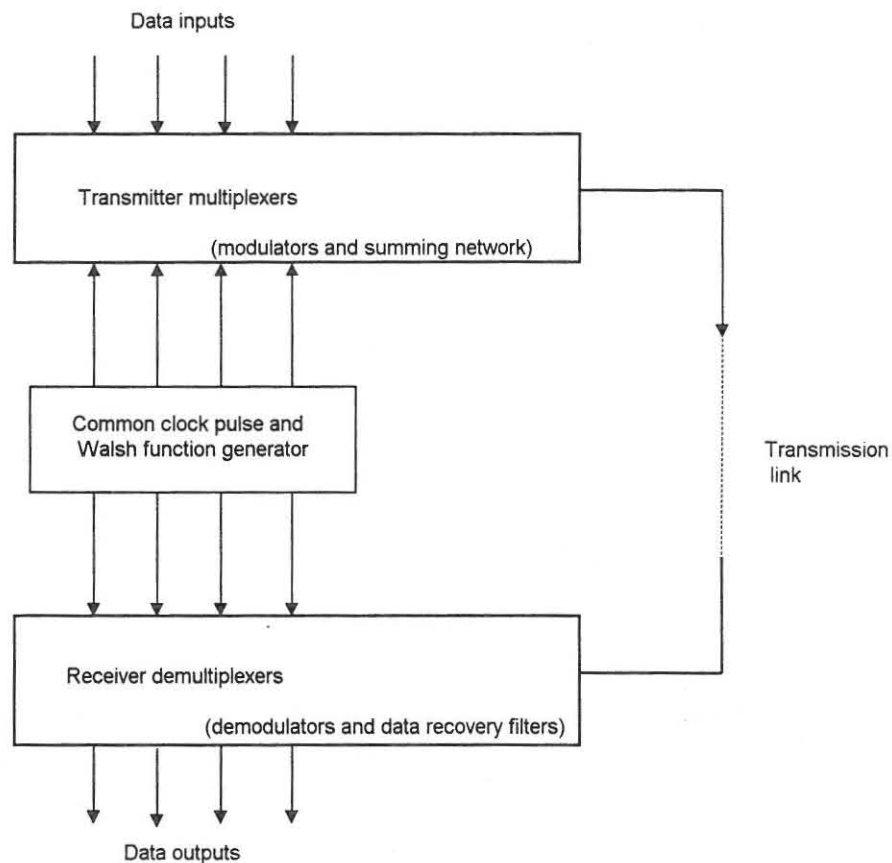 Data inputs
Transmitter multiplexers
(modulators and summing network)
Common clock pulse and
Walsh function generator
Transmission
link
Receiver demultiplexers
(demodulators and data recovery filters)
Data outputs